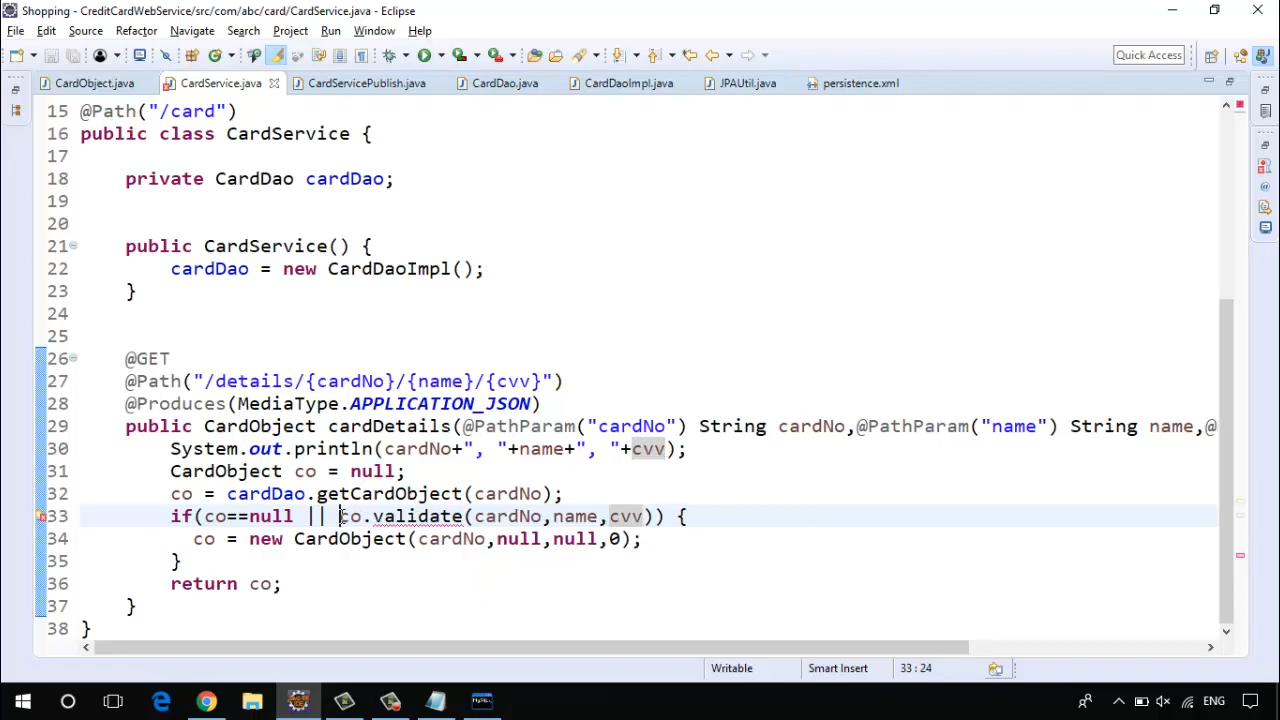 Shopping - CreditCardWebService/src/com/abc/card/CardService.java - Eclipse
File Edit Source Refactor Navigate Search Project Run Window Help
Quick Access
CardObject.java CardService.java CardServicePublish.java CardDao.java CardDaoImpl.java JPAUtil.java persistence.xml
15 @Path("/card")
16 public class CardService {
17
18 private CardDao cardDao;
19
20
21 public CardService() {
22 cardDao = new CardDaoImpl();
23 }
24
25
26 @GET
27 @Path("/details/{cardNo}/{name}/{cvv}")
28 @Produces(MediaType.APPLICATION_JSON)
29 public CardObject cardDetails(@PathParam("cardNo") String cardNo,@PathParam("name") String name,@
30 System.out.println(cardNo+", "+name+", "+cvv);
31 CardObject co = null;
32 co = cardDao.getCardObject(cardNo);
33 if(co==null || co.validate(cardNo,name,cvv)) {
34 co = new CardObject(cardNo,null,null,0);
35 }
36 return co;
37 }
38 }
Writable Smart Insert 33 : 24
ENG